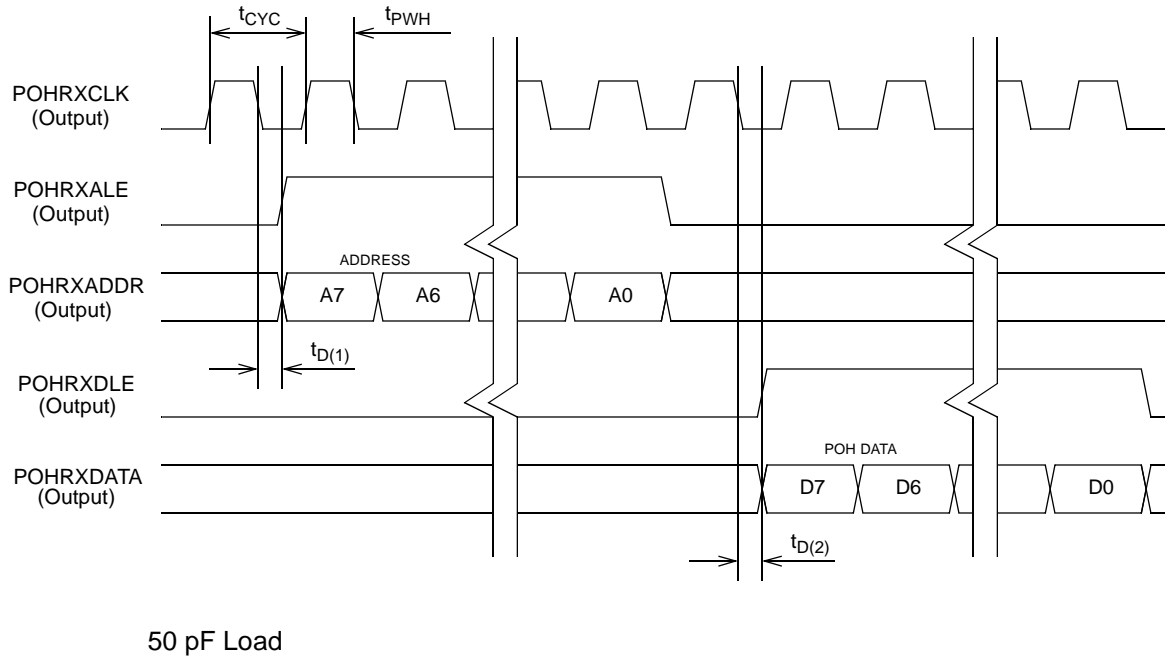 tCYC
tPWH
POHRXCLK
(Output)
POHRXALE
(Output)
ADDRESS
POHRXADDR
(Output)
A7 A6 A0
tD(1)
POHRXDLE
(Output)
POH DATA
POHRXDATA
(Output)
D7 D6 D0
tD(2)
50 pF Load